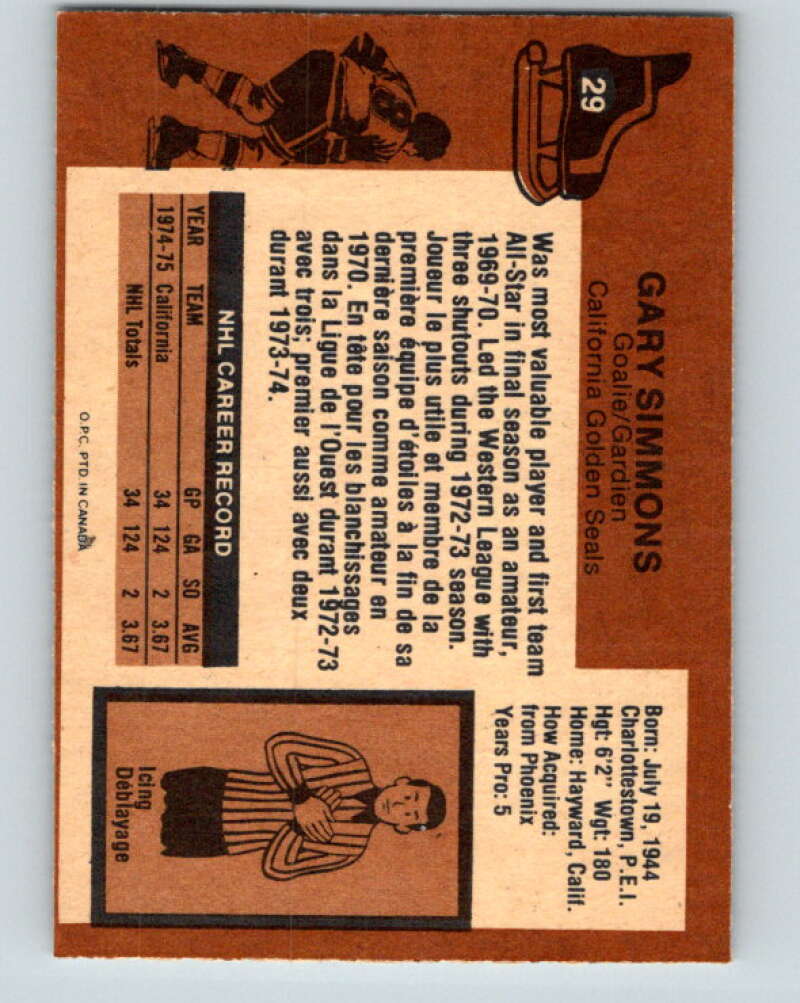 29
GARY SIMMONS
Goalie/Gardien
California Golden Seals
Born: July 19, 1944
Charlottestown, P.E.I.
Hgt: 6'2" Wgt: 180
Home: Hayward, Calif.
How Acquired:
from Phoenix
Years Pro: 5
Was most valuable player and first team
All-Star in final season as an amateur,
1969-70. Led the Western League with
three shutouts during 1972-73 season.
Joueur le plus utile et membre de la
première équipe d'étoiles à la fin de sa
dernière saison comme amateur en
1970. En tête pour les blanchissages
dans la Ligue de l'Ouest durant 1972-73
avec trois; premier aussi avec deux
durant 1973-74.
NHL CAREER RECORD
YEAR TEAM GP GA SO AVG
1974-75 California 34 124 2 3.67
NHL Totals 34 124 2 3.67
Icing
Déblayage
O.P.C. PTD. IN CANADA
8